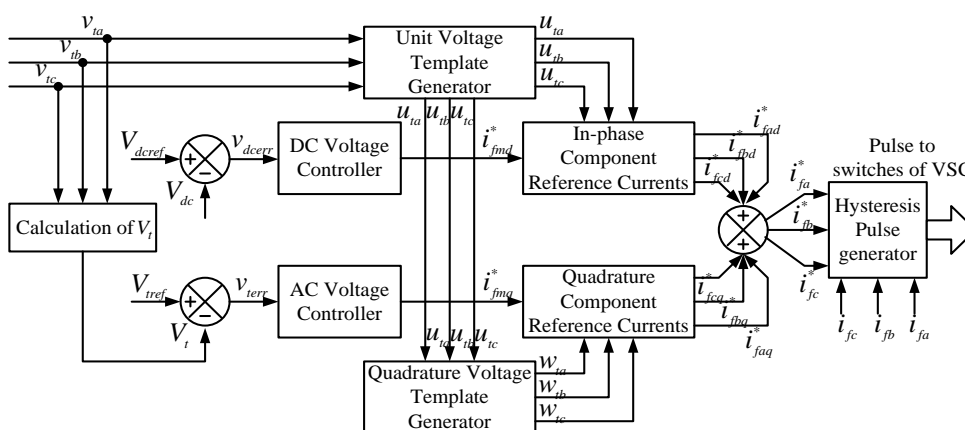 v_ta
v_tb
v_tc
Unit Voltage
Template
Generator
u_ta
u_tb
u_tc
u_ta u_tb u_tc
V_dcref
+
−
V_dc
v_dcerr
DC Voltage
Controller
i*_fmd
In-phase
Component
Reference Currents
i*_fad
i*_fbd
i*_fcd
Pulse to
switches of VSC
Calculation of V_t
+
+
i*_fa
i*_fb
i*_fc
Hysteresis
Pulse
generator
i_fc
i_fb
i_fa
V_tref
+
−
V_t
v_terr
AC Voltage
Controller
i*_fmq
Quadrature
Component
Reference Currents
i*_fcq
i*_fbq
i*_faq
u_ta u_tb u_tc
Quadrature Voltage
Template
Generator
w_ta
w_tb
w_tc